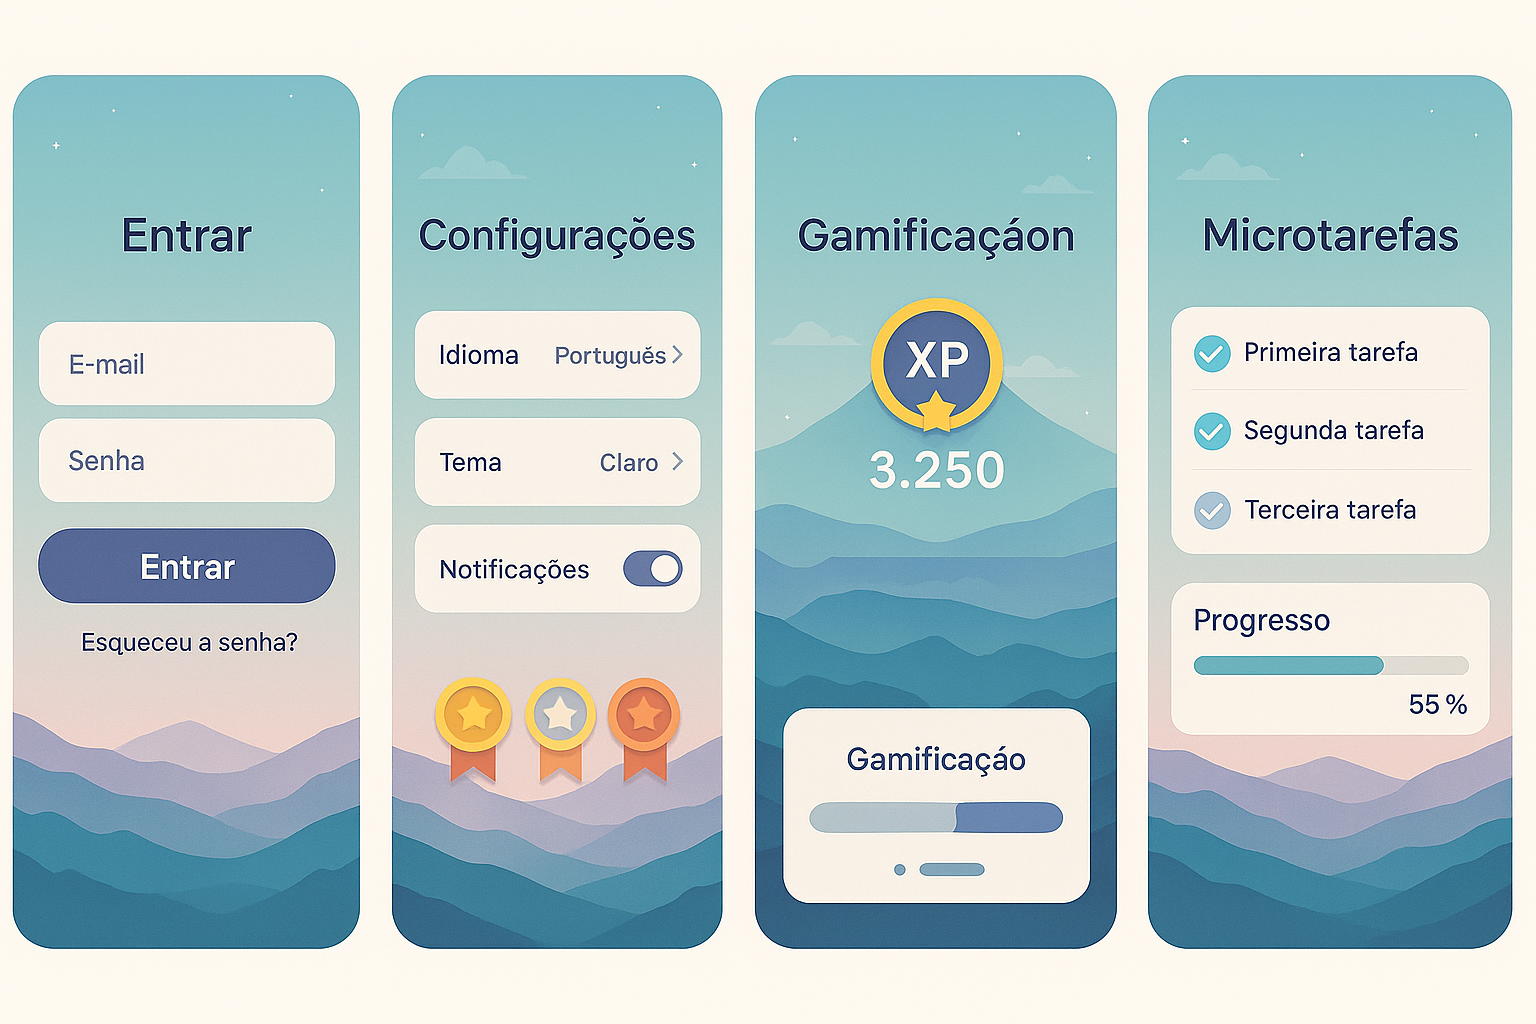 Entrar
E-mail
Senha
Entrar
Esqueceu a senha?
Configurações
Idioma Portuguěs
Tema Claro
Notificações
Gamificaçáon
XP
3.250
Gamificaçáo
Microtarefas
Primeira tarefa
Segunda tarefa
Terceira tarefa
Progresso
55 %